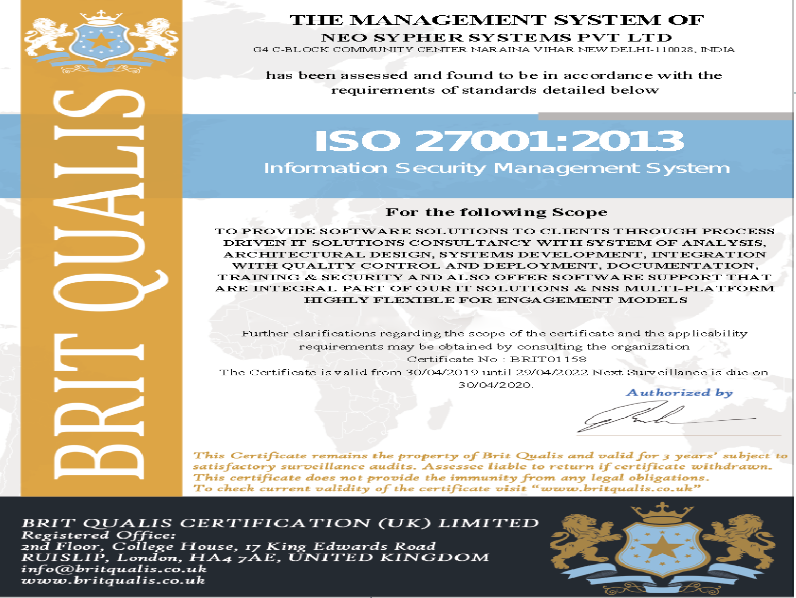 THE MANAGEMENT SYSTEM OF
NEO SYPHER SYSTEMS PVT LTD
G4 C-BLOCK COMMUNITY CENTER NARAINA VIHAR NEW DELHI-110028, INDIA
has been assessed and found to be in accordance with the
requirements of standards detailed below
ISO 27001:2013
Information Security Management System
BRIT QUALIS
For the following Scope
TO PROVIDE SOFTWARE SOLUTIONS TO CLIENTS THROUGH PROCESS
DRIVEN IT SOLUTIONS CONSULTANCY WITH SYSTEM OF ANALYSIS,
ARCHITECTURAL DESIGN, SYSTEMS DEVELOPMENT, INTEGRATION
WITH QUALITY CONTROL AND DEPLOYMENT, DOCUMENTATION,
TRAINING & SECURITY AND ALSO OFFER SOFTWARE SUPPORT THAT
ARE INTEGRAL PART OF OUR IT SOLUTIONS & NSS MULTI-PLATFORM
HIGHLY FLEXIBLE FOR ENGAGEMENT MODELS
Further clarifications regarding the scope of the certificate and the applicability
requirements may be obtained by consulting the organization
Certificate No : BRIT01158
The Certificate is valid from 30/04/2019 until 29/04/2022 Next Surveillance is due on
30/04/2020.
Authorized by
This Certificate remains the property of Brit Qualis and valid for 3 years' subject to
satisfactory surveillance audits. Assessee liable to return if certificate withdrawn.
This certificate does not provide the immunity from any legal obligations.
To check current validity of the certificate visit "www.britqualis.co.uk"
BRIT QUALIS CERTIFICATION (UK) LIMITED
Registered Office:
2nd Floor, College House, 17 King Edwards Road
RUISLIP, London, HA4 7AE, UNITED KINGDOM
info@britqualis.co.uk
www.britqualis.co.uk